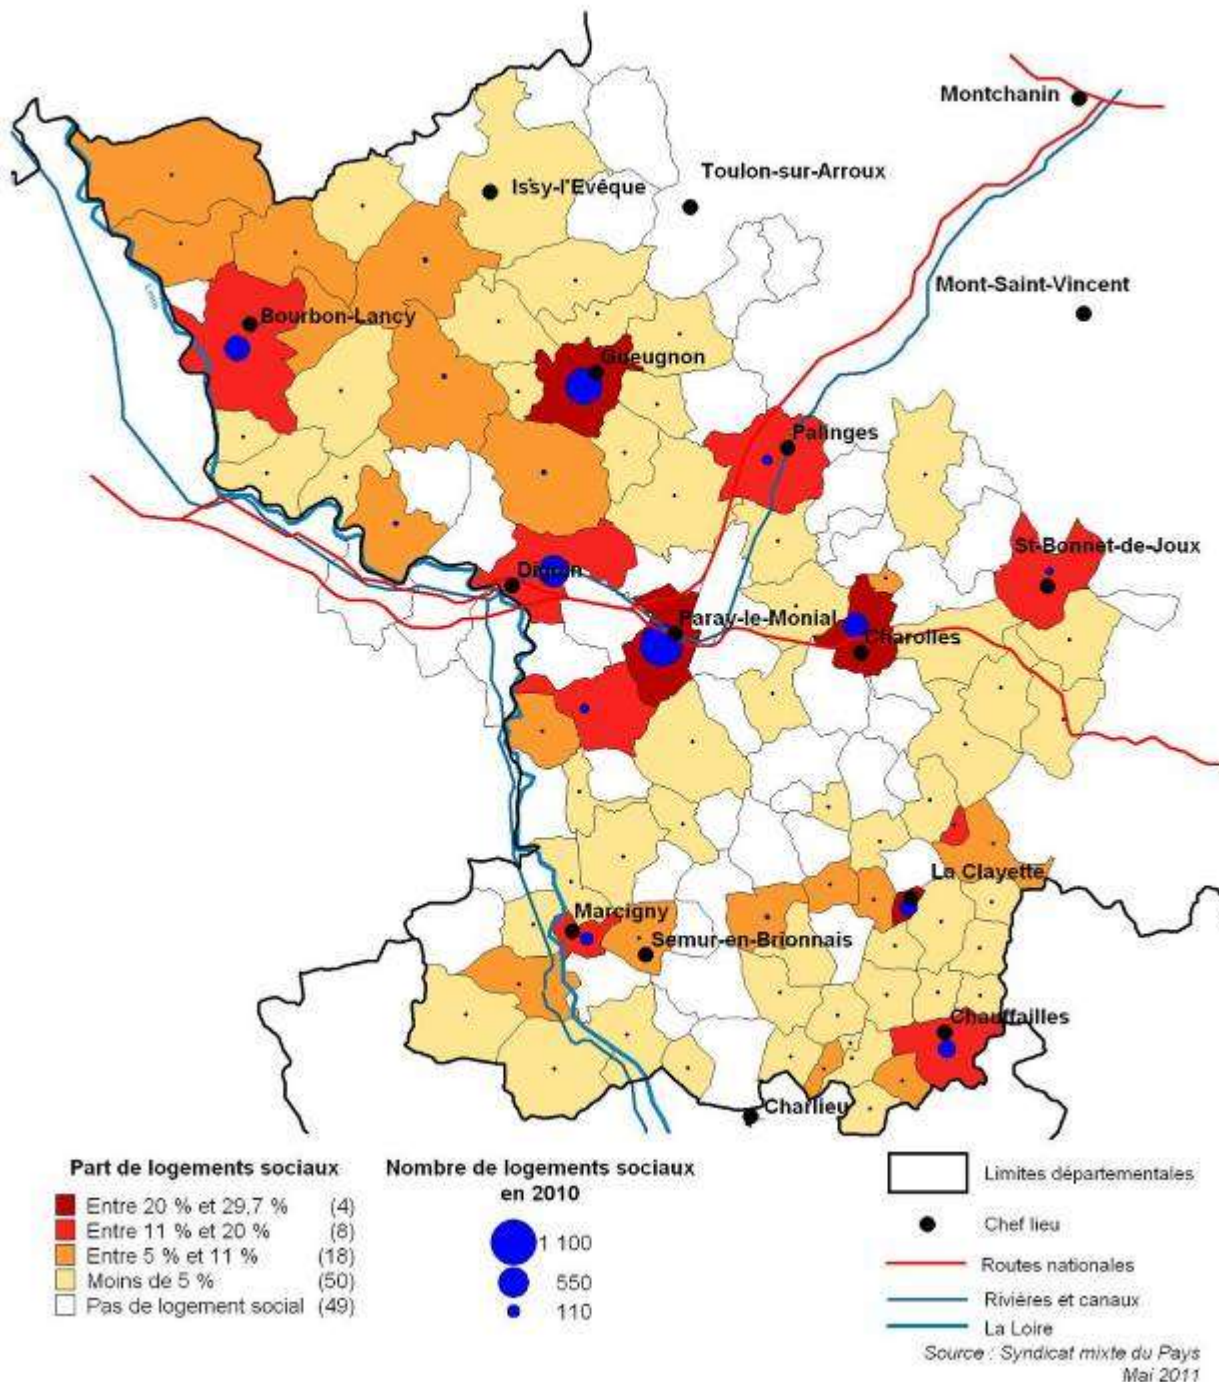 Montchanin
Toulon-sur-Arroux
Issy-l'Evêque
Mont-Saint-Vincent
Bourbon-Lancy
Gueugnon
Palinges
St-Bonnet-de-Joux
Digoin
Paray-le-Monial
Charolles
La Clayette
Marcigny
Semur-en-Brionnais
Chauffailles
Charlieu
Part de logements sociaux
Entre 20 % et 29,7 % (4)
Entre 11 % et 20 % (8)
Entre 5 % et 11 % (18)
Moins de 5 % (50)
Pas de logement social (49)
Nombre de logements sociaux
en 2010
1 100
550
110
Limites départementales
Chef lieu
Routes nationales
Rivières et canaux
La Loire
Source : Syndicat mixte du Pays
Mai 2011